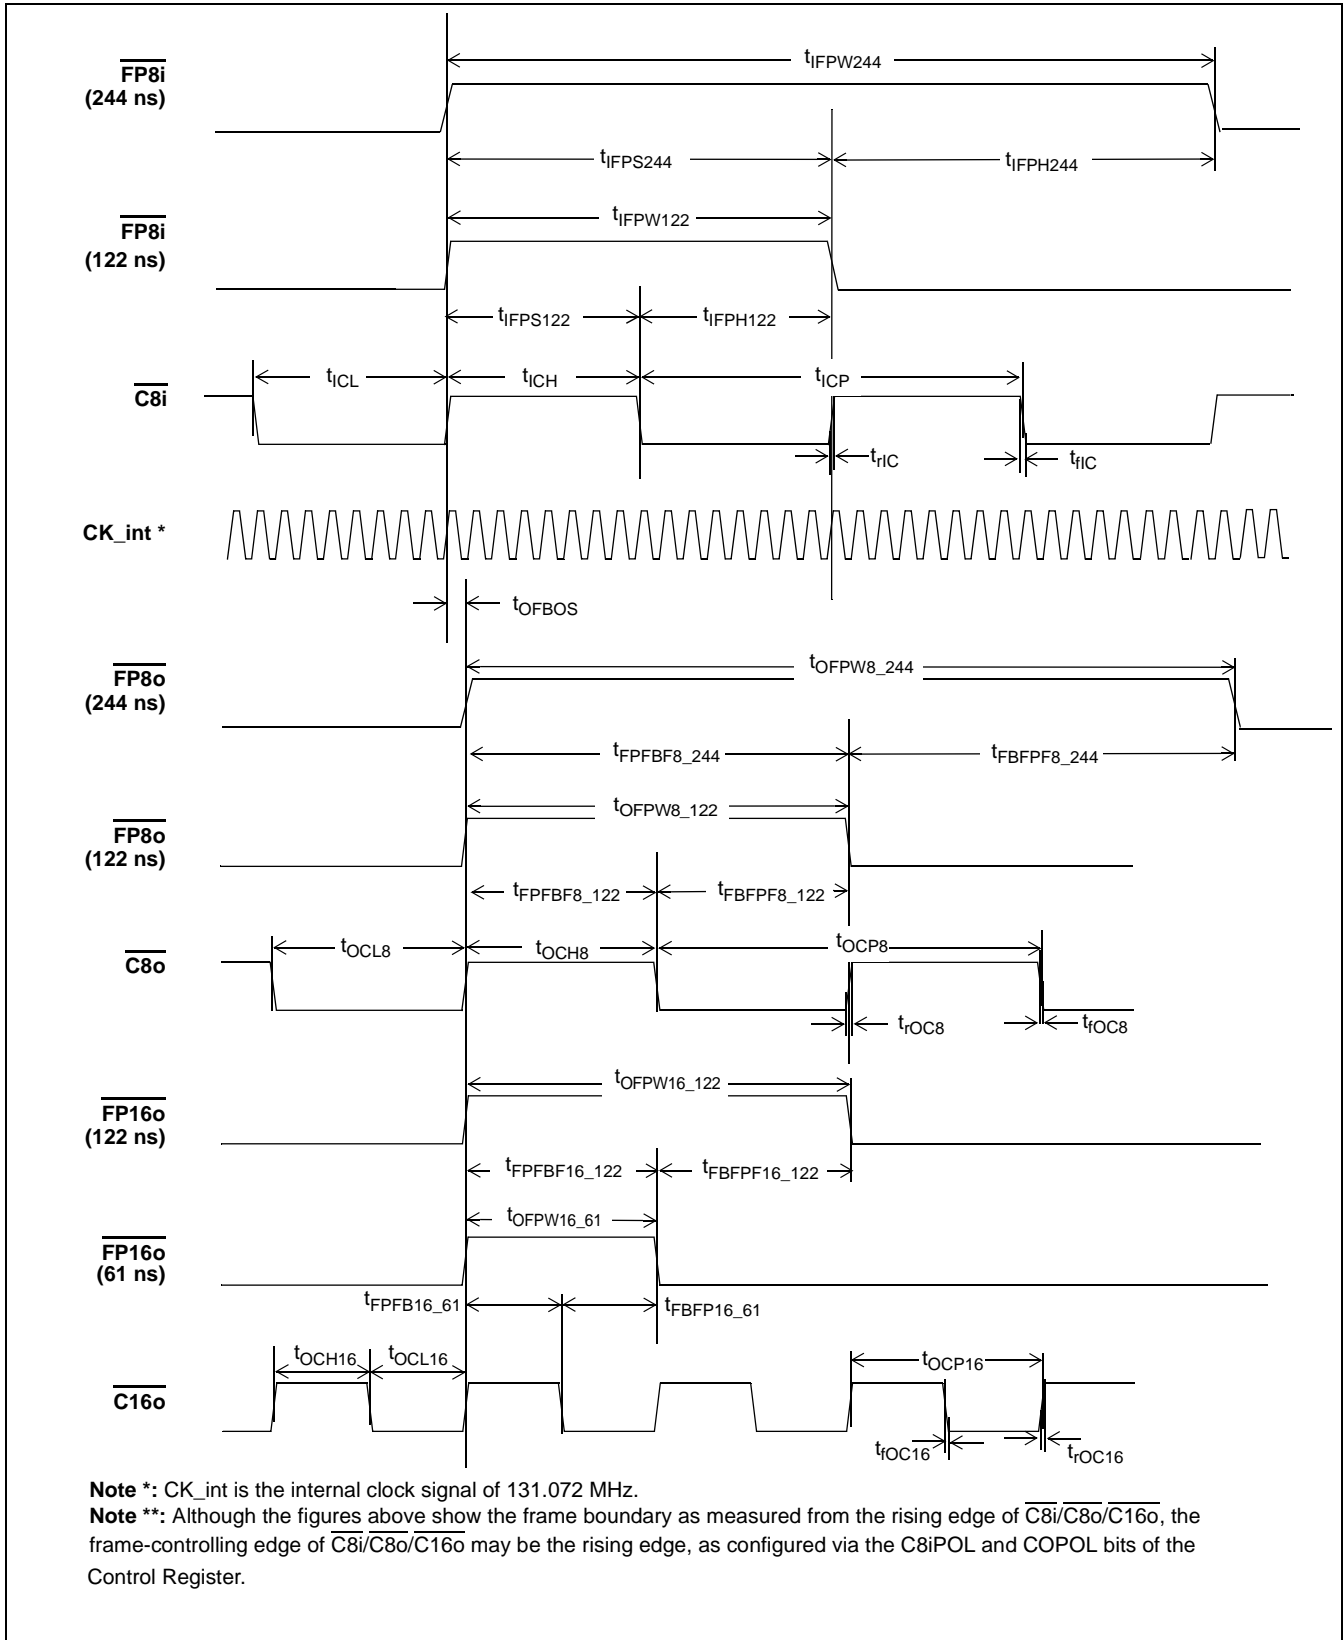 FP8i
(244 ns)
tIFPW244
tIFPS244
tIFPH244
FP8i
(122 ns)
tIFPW122
tIFPS122
tIFPH122
C8i
tICL
tICH
tICP
trIC
tfIC
CK_int *
tOFBOS
FP8o
(244 ns)
tOFPW8_244
tFPFBF8_244
tFBFPF8_244
FP8o
(122 ns)
tOFPW8_122
tFPFBF8_122
tFBFPF8_122
C8o
tOCL8
tOCH8
tOCP8
trOC8
tfOC8
FP16o
(122 ns)
tOFPW16_122
tFPFBF16_122
tFBFPF16_122
FP16o
(61 ns)
tOFPW16_61
tFPFB16_61
tFBFP16_61
C16o
tOCH16
tOCL16
tOCP16
tfOC16
trOC16
Note *: CK_int is the internal clock signal of 131.072 MHz.
Note **: Although the figures above show the frame boundary as measured from the rising edge of C8i/C8o/C16o, the
frame-controlling edge of C8i/C8o/C16o may be the rising edge, as configured via the C8iPOL and COPOL bits of the
Control Register.